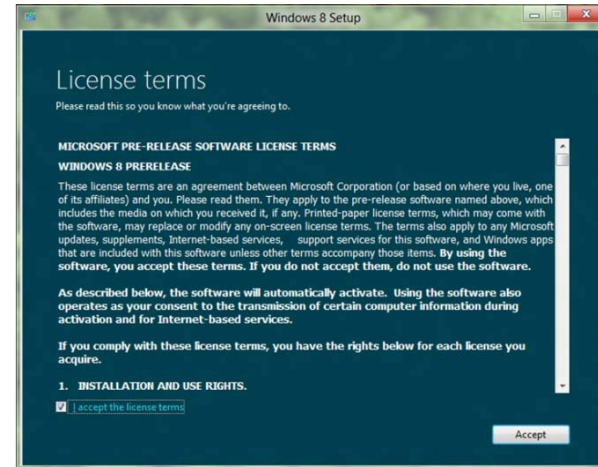 Windows 8 Setup
License terms
Please read this so you know what you're agreeing to.
MICROSOFT PRE-RELEASE SOFTWARE LICENSE TERMS
WINDOWS 8 PRERELEASE
These license terms are an agreement between Microsoft Corporation (or based on where you live, one
of its affiliates) and you. Please read them. They apply to the pre-release software named above, which
includes the media on which you received it, if any. Printed-paper license terms, which may come with
the software, may replace or modify any on-screen license terms. The terms also apply to any Microsoft
updates, supplements, Internet-based services, support services for this software, and Windows apps
that are included with this software unless other terms accompany those items. By using the
software, you accept these terms. If you do not accept them, do not use the software.
As described below, the software will automatically activate. Using the software also
operates as your consent to the transmission of certain computer information during
activation and for Internet-based services.
If you comply with these license terms, you have the rights below for each license you
acquire.
1. INSTALLATION AND USE RIGHTS.
I accept the license terms
Accept